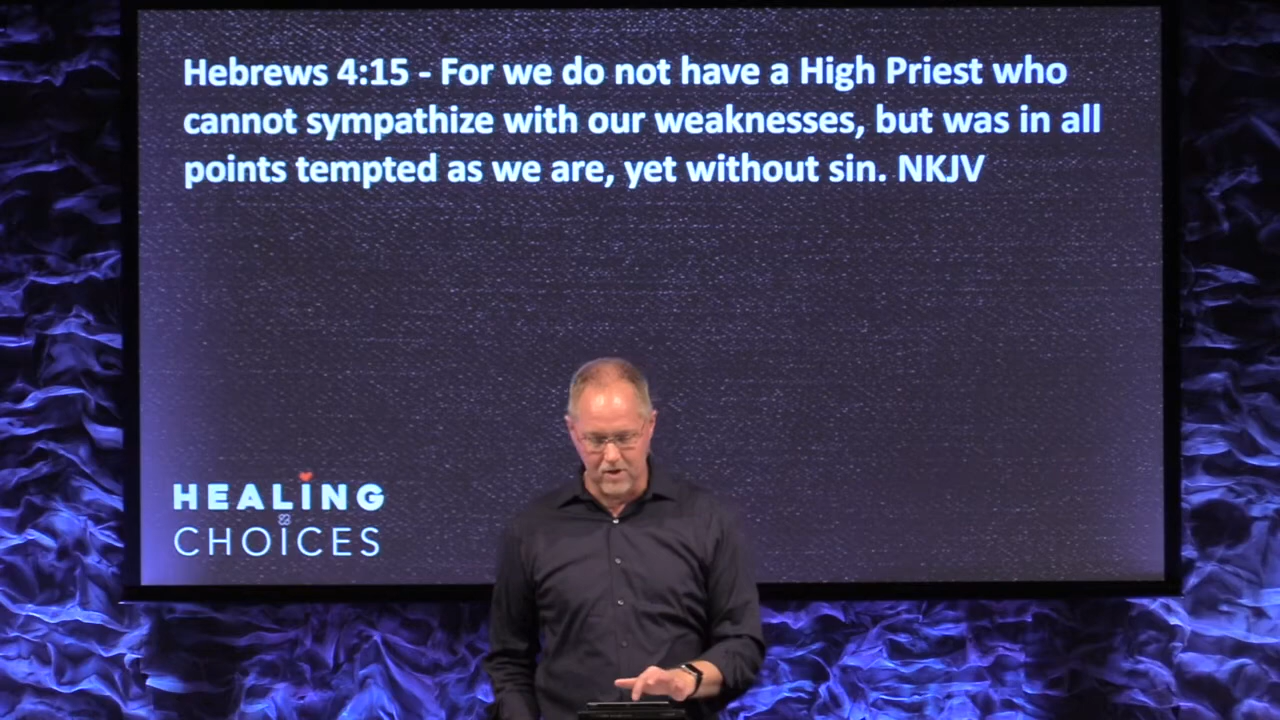 Hebrews 4:15 - For we do not have a High Priest who
cannot sympathize with our weaknesses, but was in all
points tempted as we are, yet without sin. NKJV
HEALING
CHOICES